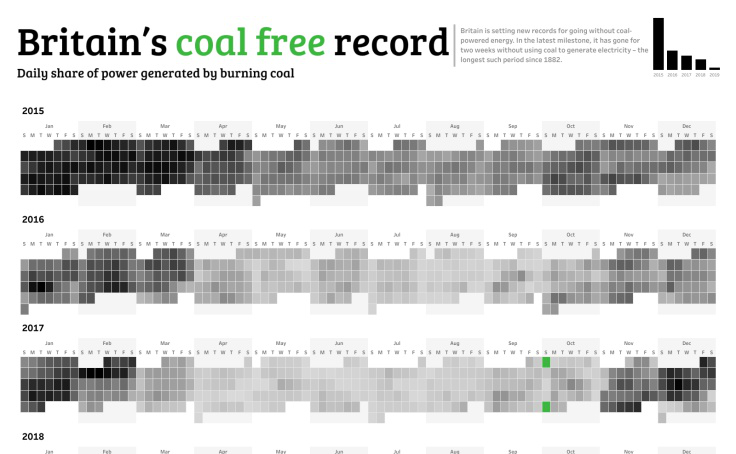 Britain's coal free record
Daily share of power generated by burning coal
Britain is setting new records for going without coal-
powered energy. In the latest milestone, it has gone for
two weeks without using coal to generate electricity – the
longest such period since 1882.
2015 2016 2017 2018 2019
2015
Jan Feb Mar Apr May Jun Jul Aug Sep Oct Nov Dec
S M T W T F S S M T W T F S S M T W T F S S M T W T F S S M T W T F S S M T W T F S S M T W T F S S M T W T F S S M T W T F S S M T W T F S S M T W T F S S M T W T F S
2016
Jan Feb Mar Apr May Jun Jul Aug Sep Oct Nov Dec
S M T W T F S S M T W T F S S M T W T F S S M T W T F S S M T W T F S S M T W T F S S M T W T F S S M T W T F S S M T W T F S S M T W T F S S M T W T F S S M T W T F S
2017
Jan Feb Mar Apr May Jun Jul Aug Sep Oct Nov Dec
S M T W T F S S M T W T F S S M T W T F S S M T W T F S S M T W T F S S M T W T F S S M T W T F S S M T W T F S S M T W T F S S M T W T F S S M T W T F S S M T W T F S
2018
Jan Feb Mar Apr May Jun Jul Aug Sep Oct Nov Dec